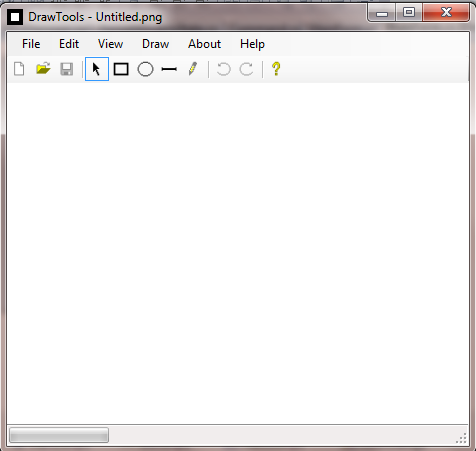 DrawTools - Untitled.png
File Edit View Draw About Help